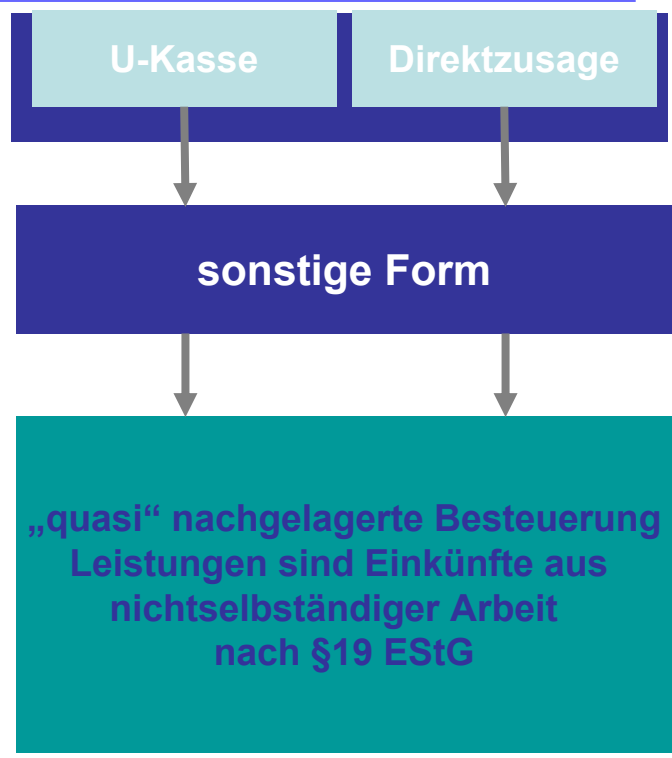 U-Kasse
Direktzusage
sonstige Form
„quasi“ nachgelagerte Besteuerung
Leistungen sind Einkünfte aus
nichtselbständiger Arbeit
nach §19 EStG